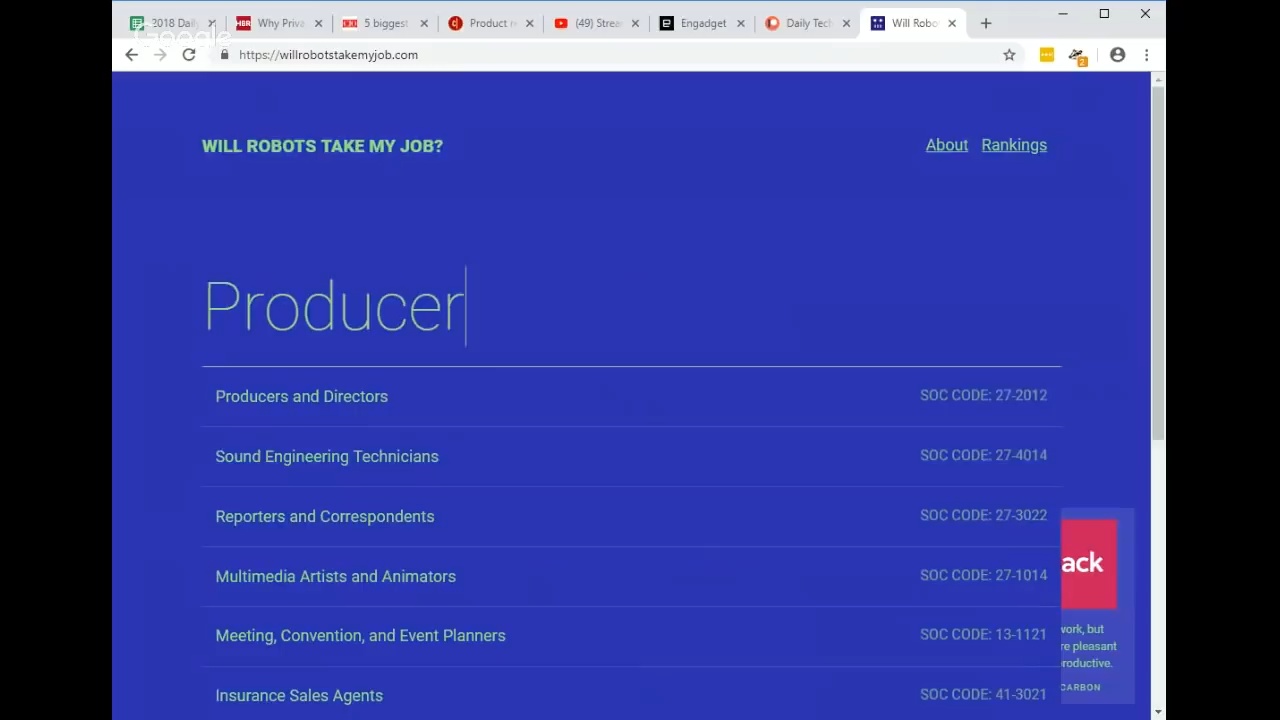 2018 Daily
HBR Why Priva
5 biggest
Product r
(49) Strea
Engadget
Daily Tec
Will Robo
Google
https://willrobotstakemyjob.com
2
WILL ROBOTS TAKE MY JOB?
About Rankings
Producer
Producers and Directors SOC CODE: 27-2012
Sound Engineering Technicians SOC CODE: 27-4014
Reporters and Correspondents SOC CODE: 27-3022
Multimedia Artists and Animators SOC CODE: 27-1014
Meeting, Convention, and Event Planners SOC CODE: 13-1121
Insurance Sales Agents SOC CODE: 41-3021
ack
work, but
re pleasant
roductive.
CARBON